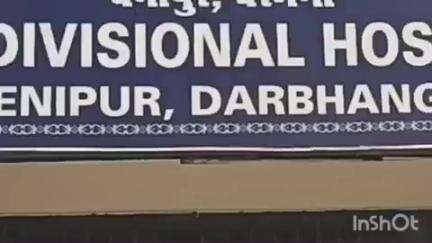 DIVISIONAL HOS
ENIPUR, DARBHANG
InShOt